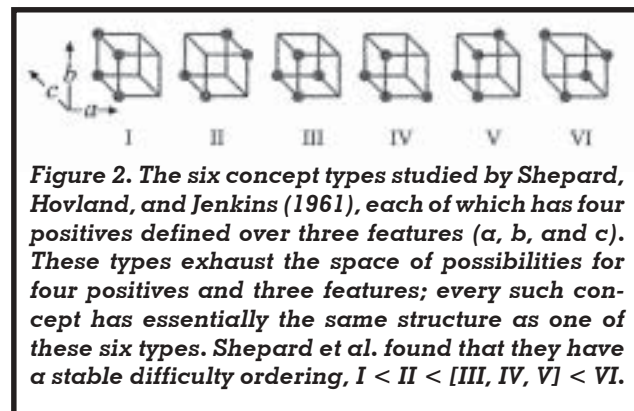 b
c
a
I II III IV V VI
Figure 2. The six concept types studied by Shepard,
Hovland, and Jenkins (1961), each of which has four
positives defined over three features (a, b, and c).
These types exhaust the space of possibilities for
four positives and three features; every such con-
cept has essentially the same structure as one of
these six types. Shepard et al. found that they have
a stable difficulty ordering, I < II < [III, IV, V] < VI.